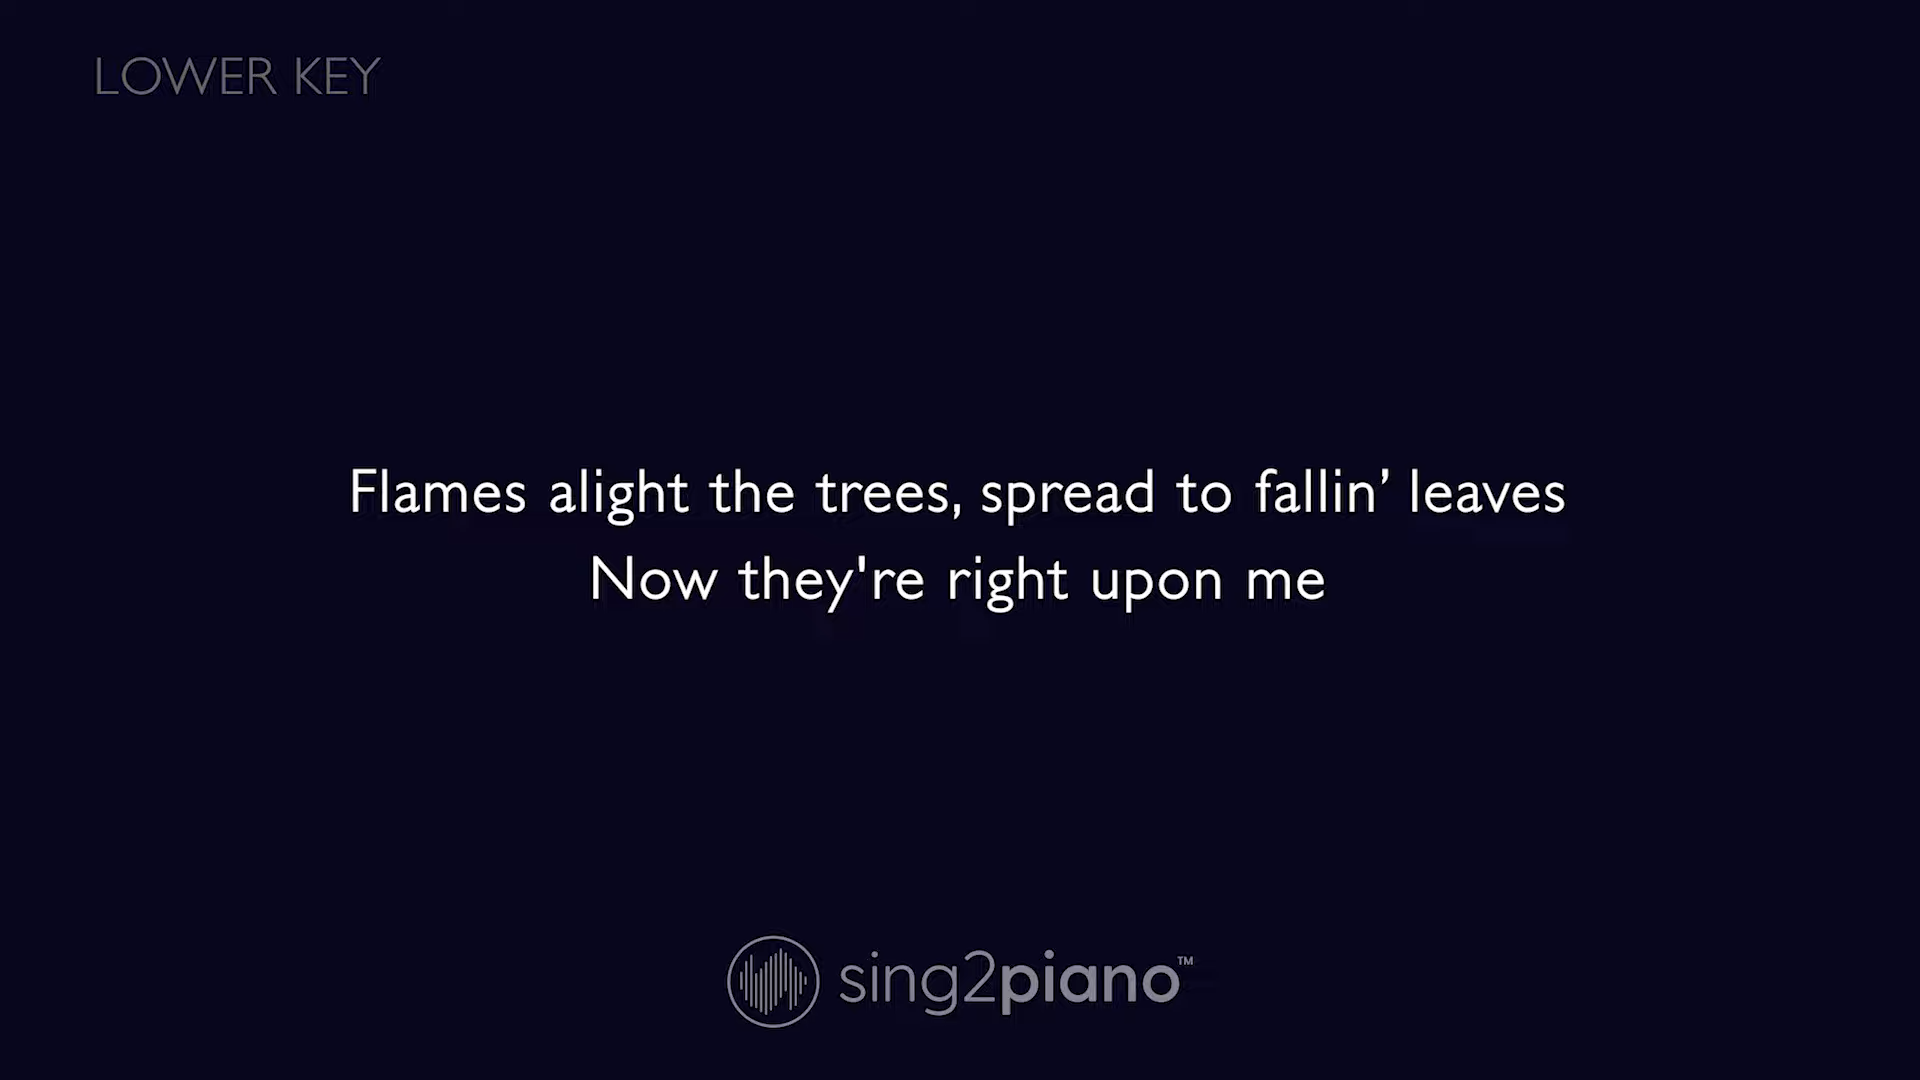 LOWER KEY
Flames alight the trees, spread to fallin’ leaves
Now they're right upon me
sing2piano™